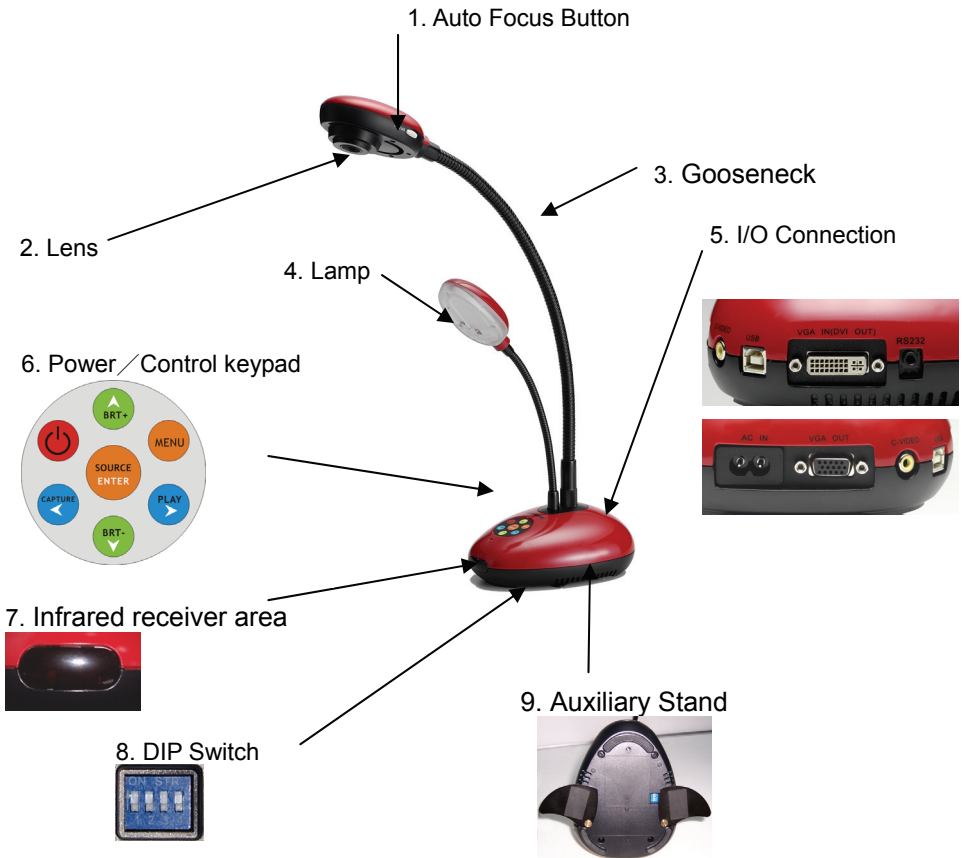 1. Auto Focus Button
3. Gooseneck
2. Lens
5. I/O Connection
4. Lamp
USB
VGA IN(DVI OUT)
RS232
6. Power／Control keypad
BRT+
MENU
SOURCE
ENTER
CAPTURE
PLAY
BRT-
AC IN
VGA OUT
C-VIDEO
7. Infrared receiver area
9. Auxiliary Stand
8. DIP Switch
ON